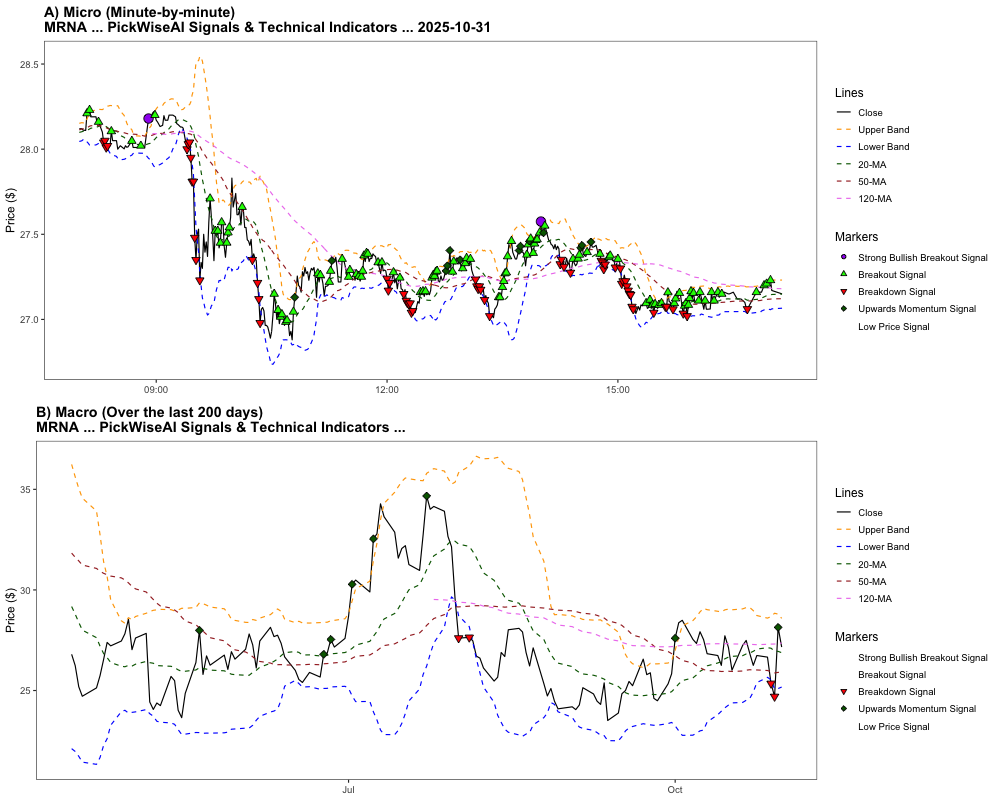 A) Micro (Minute-by-minute)
MRNA ... PickWiseAI Signals & Technical Indicators ... 2025-10-31
Price ($)
28.5
28.0
27.5
27.0
09:00
12:00
15:00
Lines
Close
Upper Band
Lower Band
20-MA
50-MA
120-MA
Markers
Strong Bullish Breakout Signal
Breakout Signal
Breakdown Signal
Upwards Momentum Signal
Low Price Signal
B) Macro (Over the last 200 days)
MRNA ... PickWiseAI Signals & Technical Indicators ...
Price ($)
35
30
25
Jul
Oct
Lines
Close
Upper Band
Lower Band
20-MA
50-MA
120-MA
Markers
Strong Bullish Breakout Signal
Breakout Signal
Breakdown Signal
Upwards Momentum Signal
Low Price Signal